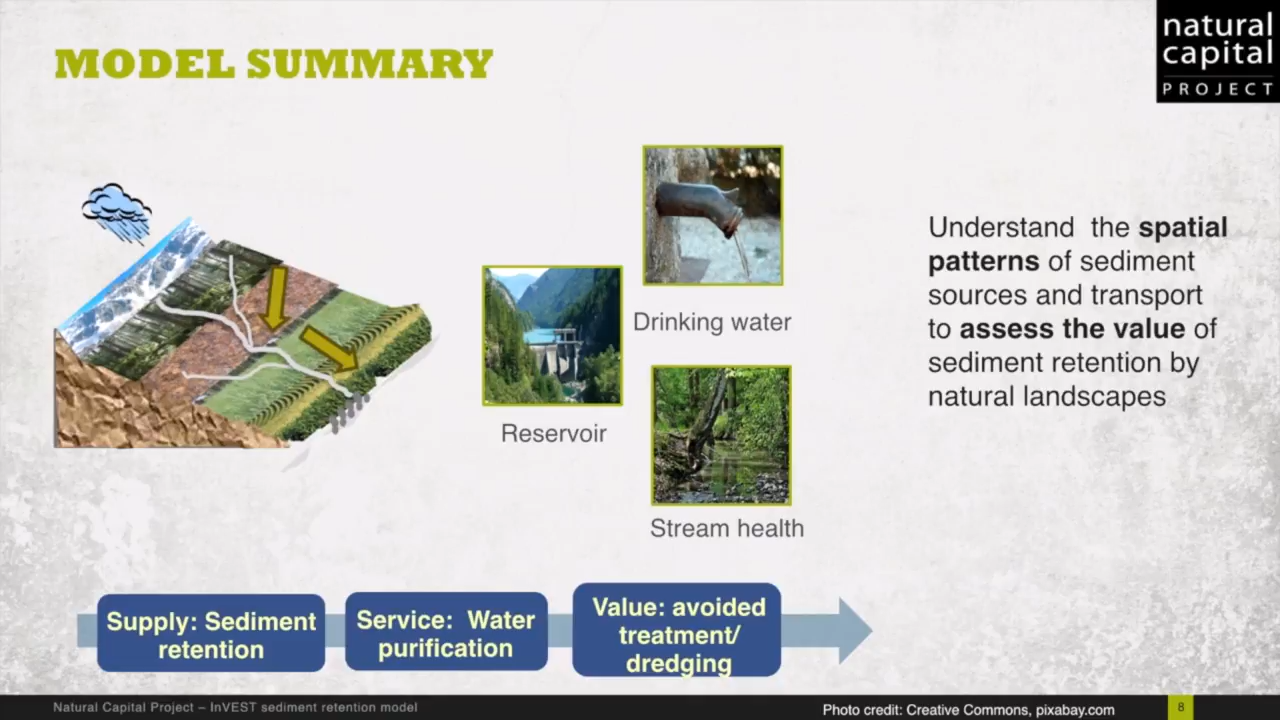 MODEL SUMMARY
natural
capital
PROJECT
Understand the spatial
patterns of sediment
sources and transport
to assess the value of
sediment retention by
natural landscapes
Drinking water
Reservoir
Stream health
Supply: Sediment
retention
Service: Water
purification
Value: avoided
treatment/
dredging
Natural Capital Project – InVEST sediment retention model
Photo credit: Creative Commons, pixabay.com
8